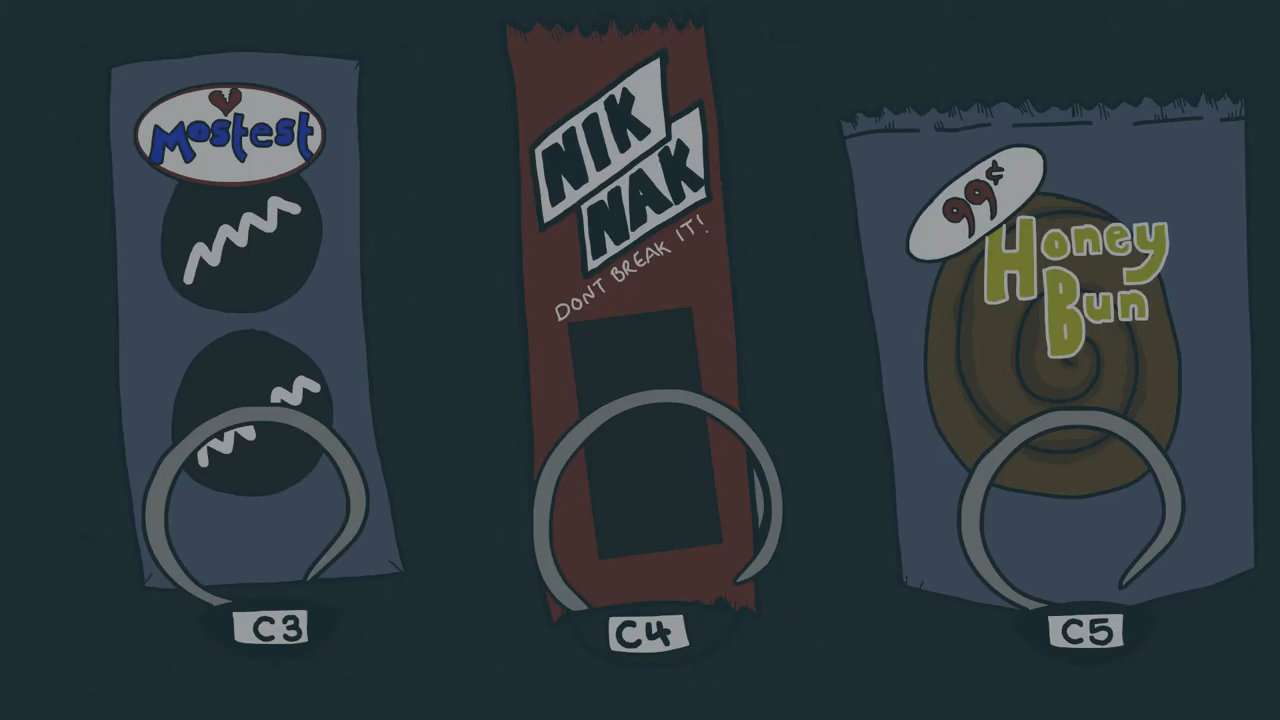 Mostest
NIK
NAK
DONT BREAK IT!
99¢
Honey
Bun
C3
C4
C5